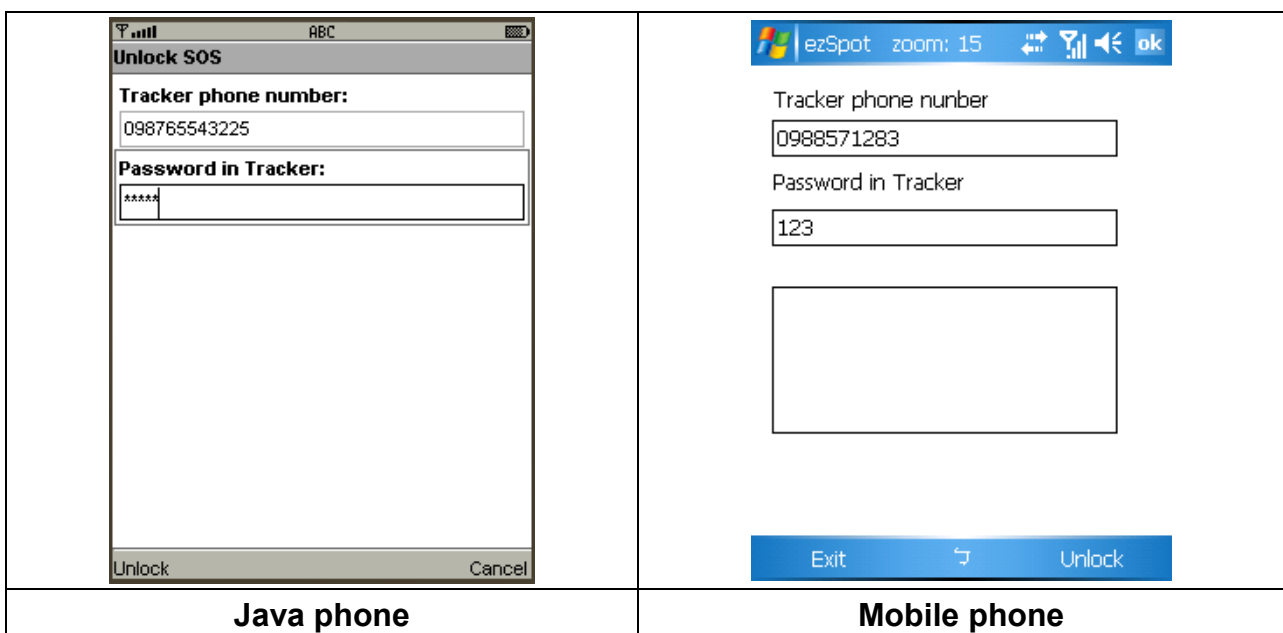 ABC
Unlock SOS
Tracker phone number:
098765543225
Password in Tracker:
*****
Unlock Cancel
ezSpot zoom: 15 ok
Tracker phone nunber
0988571283
Password in Tracker
123
Exit Unlock
Java phone Mobile phone